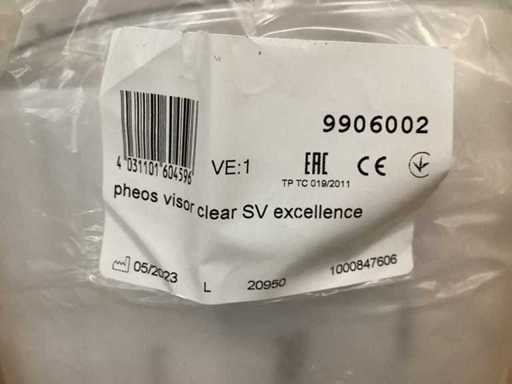 9906002
4 031101 604596
VE:1
EAC CE
TP TC 019/2011
pheos visor clear SV excellence
05/2023
L
20950
1000847606